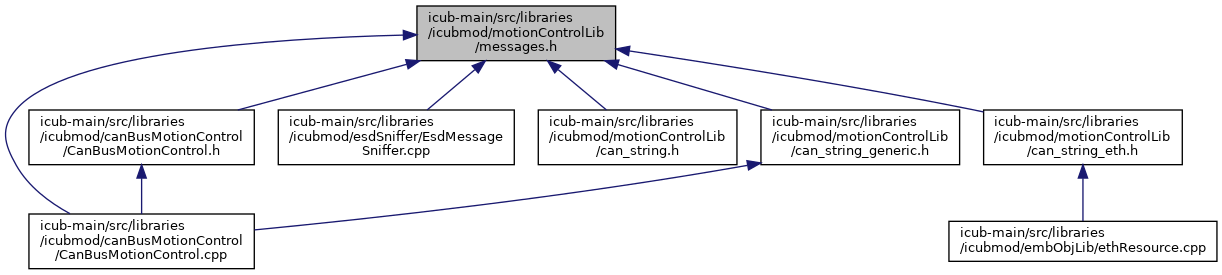 icub-main/src/libraries
/icubmod/motionControlLib
/messages.h
icub-main/src/libraries
/icubmod/canBusMotionControl
/CanBusMotionControl.h
icub-main/src/libraries
/icubmod/esdSniffer/EsdMessage
Sniffer.cpp
icub-main/src/libraries
/icubmod/motionControlLib
/can_string.h
icub-main/src/libraries
/icubmod/motionControlLib
/can_string_generic.h
icub-main/src/libraries
/icubmod/motionControlLib
/can_string_eth.h
icub-main/src/libraries
/icubmod/canBusMotionControl
/CanBusMotionControl.cpp
icub-main/src/libraries
/icubmod/embObjLib/ethResource.cpp